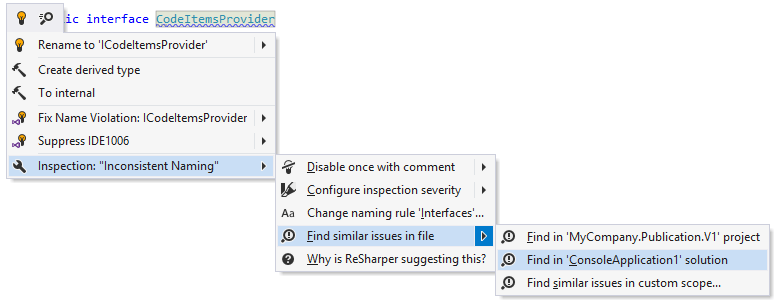 ic interface CodeItemsProvider
Rename to 'ICodeItemsProvider'
Create derived type
To internal
Fix Name Violation: ICodeItemsProvider
Suppress IDE1006
Inspection: "Inconsistent Naming"
Disable once with comment
Configure inspection severity
Aa Change naming rule 'Interfaces'...
Find similar issues in file
Why is ReSharper suggesting this?
Find in 'MyCompany.Publication.V1' project
Find in 'ConsoleApplication1' solution
Find similar issues in custom scope...